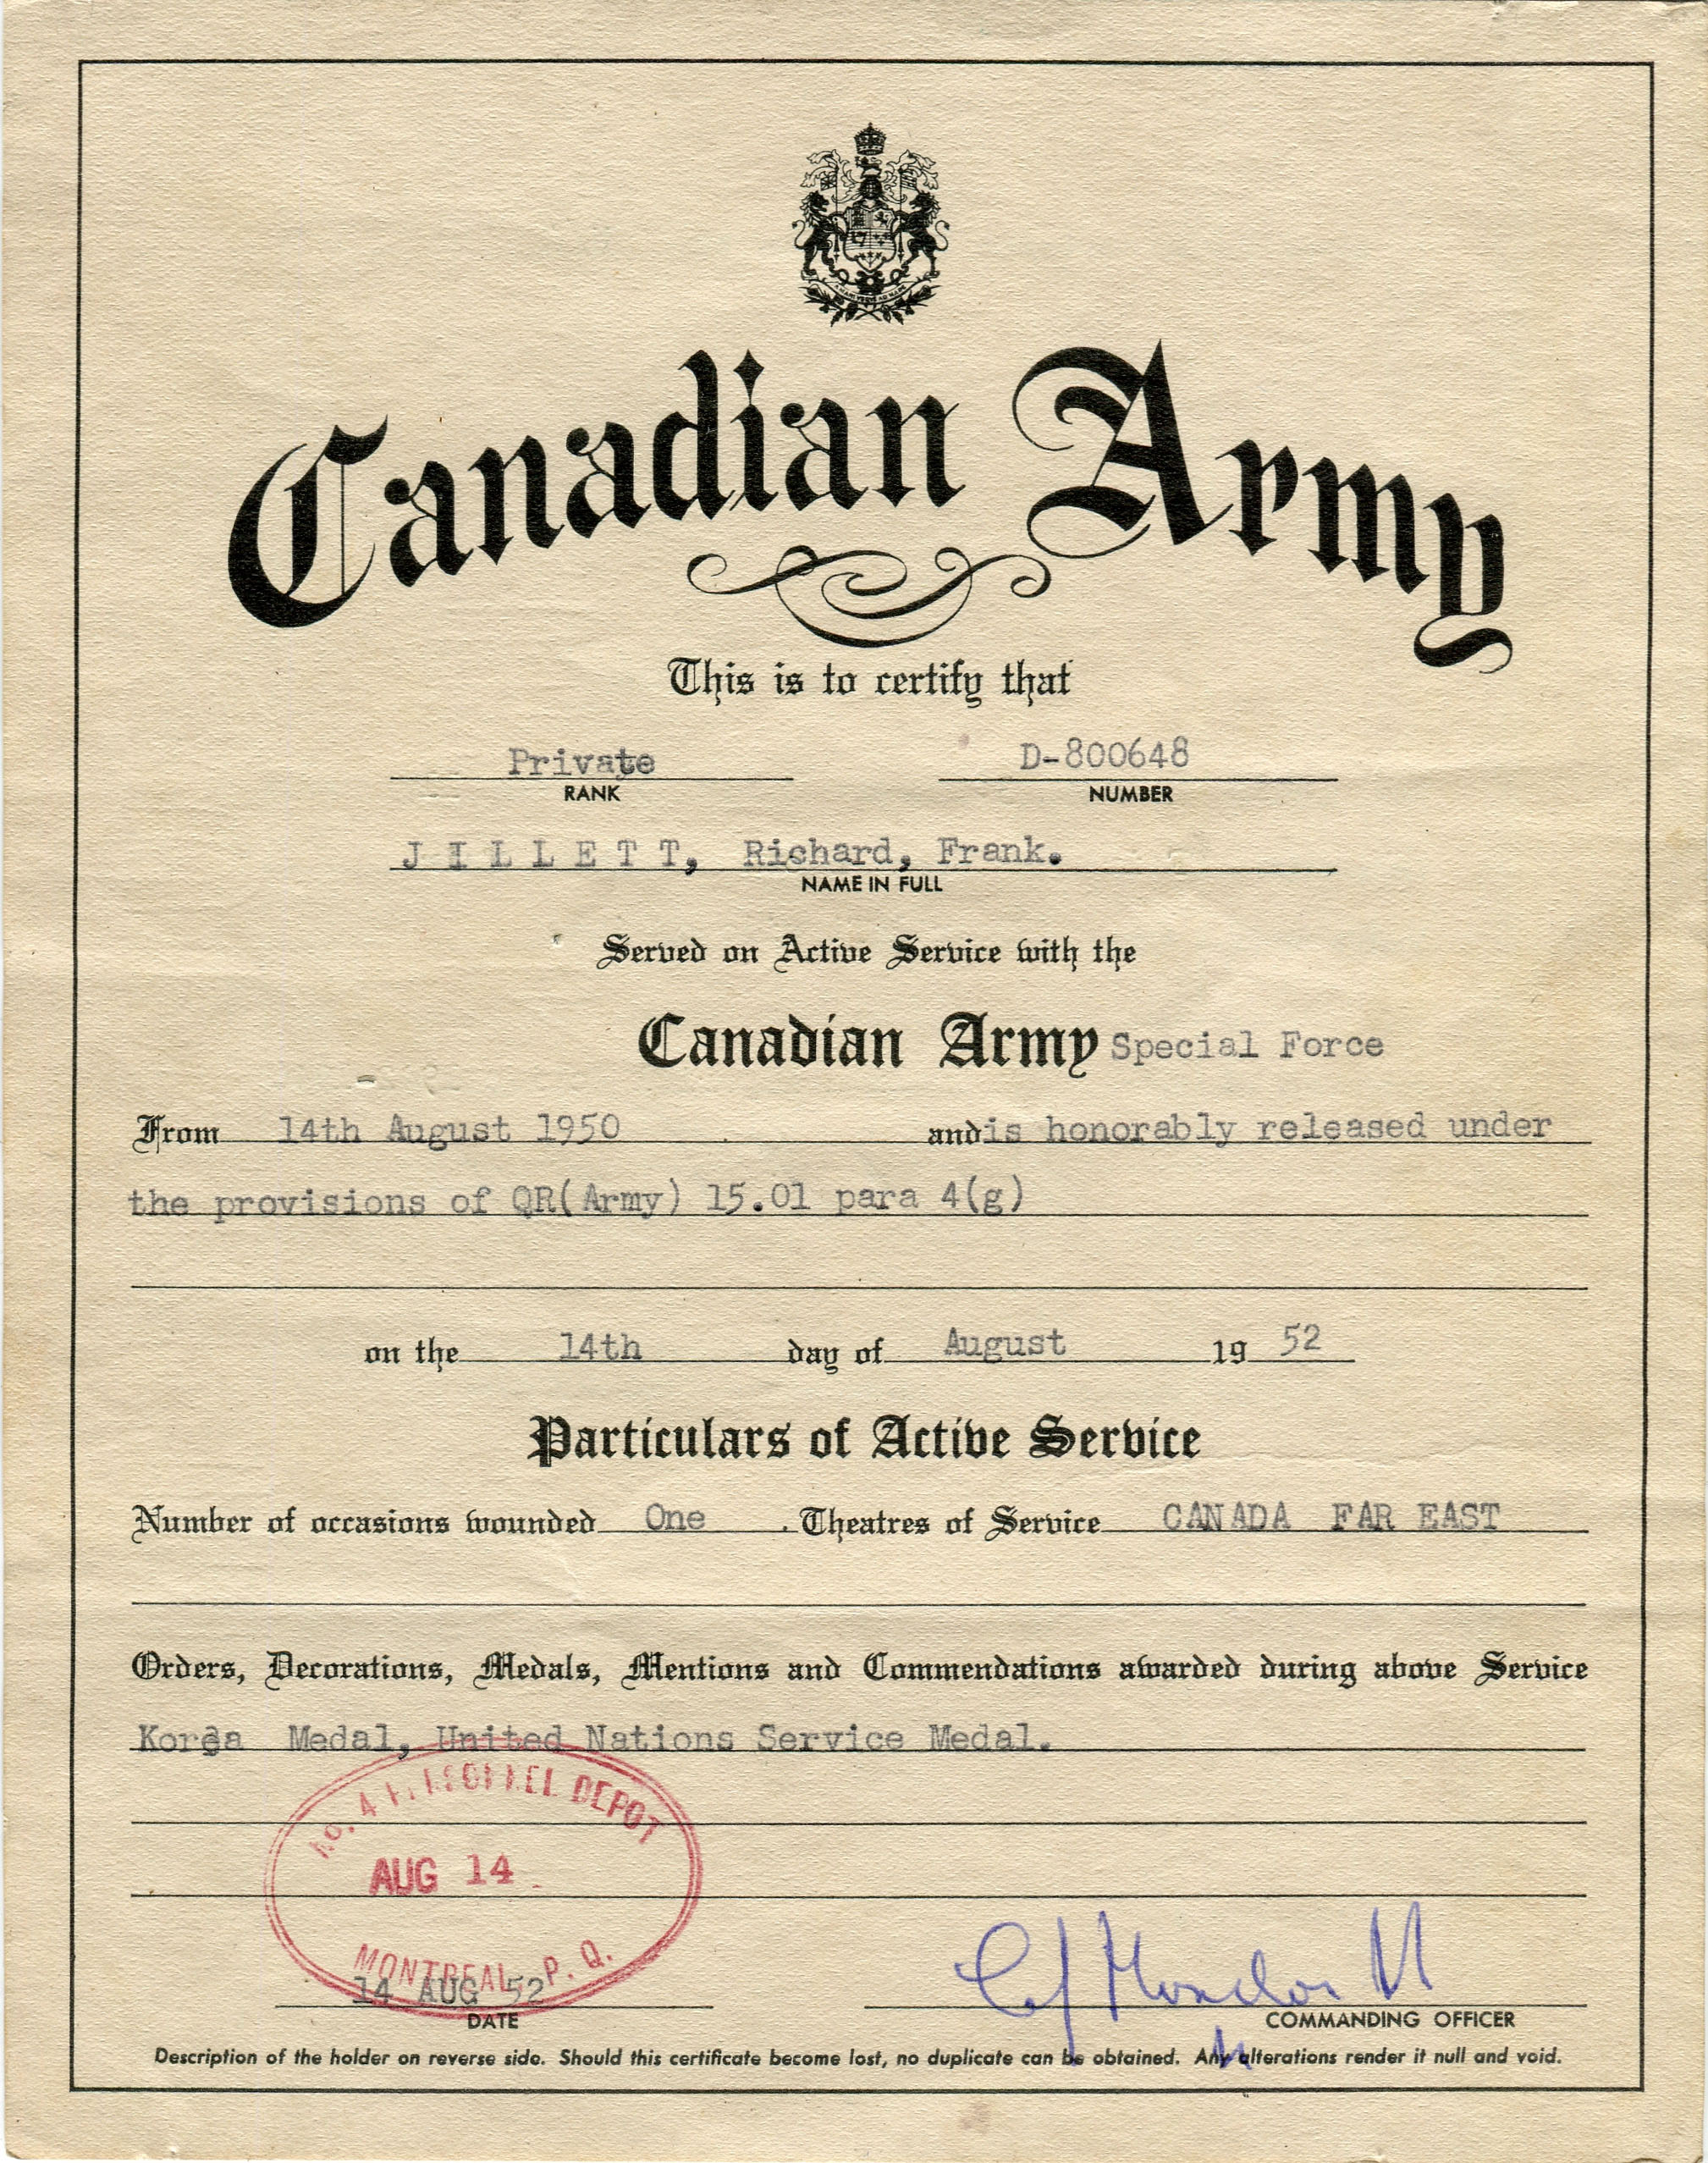 Canadian Army
This is to certify that
Private D-800648
RANK NUMBER
JILLETT, Richard, Frank.
NAME IN FULL
Served on Active Service with the
Canadian Army Special Force
From 14th August 1950 and is honorably released under
the provisions of QR(Army) 15.01 para 4(g)
on the 14th day of August 19 52
Particulars of Active Service
Number of occasions wounded One Theatres of Service CANADA FAR EAST
Orders, Decorations, Medals, Mentions and Commendations awarded during above Service
Korea Medal, United Nations Service Medal.
No. 4 PERSONNEL DEPOT
AUG 14
MONTREAL P. Q.
14 AUG 52
DATE COMMANDING OFFICER
Description of the holder on reverse side. Should this certificate become lost, no duplicate can be obtained. Any alterations render it null and void.